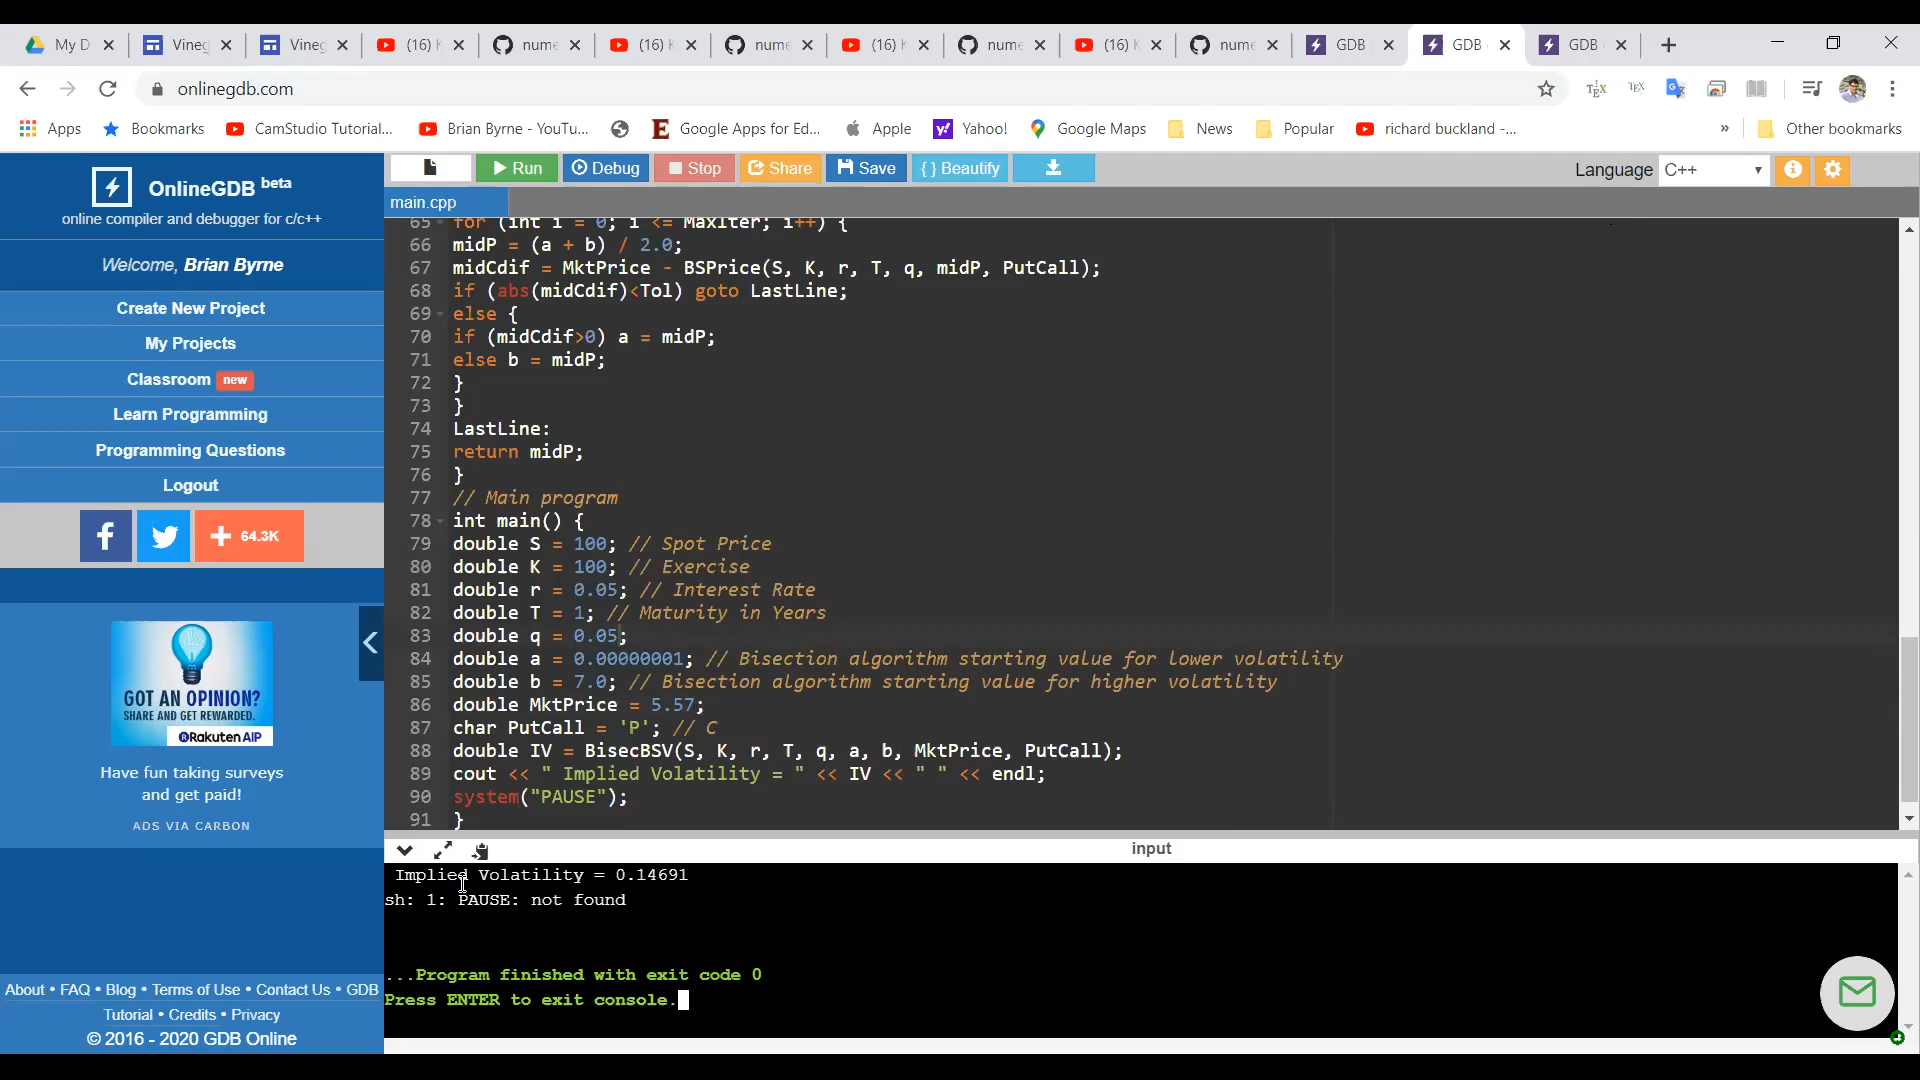 My D
Vineg
Vineg
(16) K
nume
(16) K
nume
(16) K
nume
(16) K
nume
GDB
GDB
GDB
onlinegdb.com
Apps
Bookmarks
CamStudio Tutorial...
Brian Byrne - YouTu...
Google Apps for Ed...
Apple
Yahoo!
Google Maps
News
Popular
richard buckland -...
»
Other bookmarks
OnlineGDB beta
online compiler and debugger for c/c++
Welcome, Brian Byrne
Create New Project
My Projects
Classroom new
Learn Programming
Programming Questions
Logout
64.3K
GOT AN OPINION?
SHARE AND GET REWARDED.
Rakuten AIP
Have fun taking surveys
and get paid!
ADS VIA CARBON
About • FAQ • Blog • Terms of Use • Contact Us • GDB
Tutorial • Credits • Privacy
© 2016 - 2020 GDB Online
Run
Debug
Stop
Share
Save
{ } Beautify
Language C++
main.cpp
65 for (int i = 0; i <= MaxIter; i++) {
66 midP = (a + b) / 2.0;
67 midCdif = MktPrice - BSPrice(S, K, r, T, q, midP, PutCall);
68 if (abs(midCdif)<Tol) goto LastLine;
69 else {
70 if (midCdif>0) a = midP;
71 else b = midP;
72 }
73 }
74 LastLine:
75 return midP;
76 }
77 // Main program
78 int main() {
79 double S = 100; // Spot Price
80 double K = 100; // Exercise
81 double r = 0.05; // Interest Rate
82 double T = 1; // Maturity in Years
83 double q = 0.05;
84 double a = 0.00000001; // Bisection algorithm starting value for lower volatility
85 double b = 7.0; // Bisection algorithm starting value for higher volatility
86 double MktPrice = 5.57;
87 char PutCall = 'P'; // C
88 double IV = BisecBSV(S, K, r, T, q, a, b, MktPrice, PutCall);
89 cout << " Implied Volatility = " << IV << " " << endl;
90 system("PAUSE");
91 }
input
Implied Volatility = 0.14691
sh: 1: PAUSE: not found
...Program finished with exit code 0
Press ENTER to exit console.